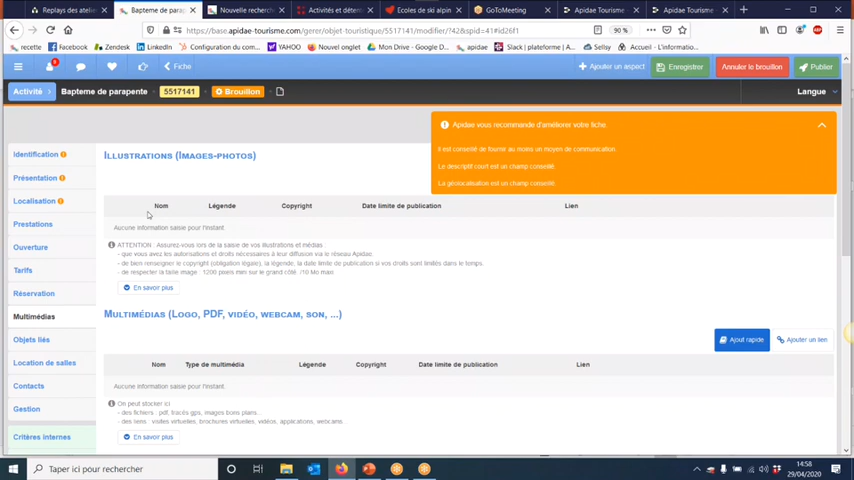 Replays des atelier
Bapteme de parape
Nouvelle recherc
Activités et détente
Ecoles de ski alpin
GoToMeeting
Apidae Tourisme
Apidae Tourisme
https://base.apidae-tourisme.com/gerer/objet-touristique/5517141/modifier/?42&spid=41#id26f1
90 %
recette
Facebook
Zendesk
LinkedIn
Configuration du com...
YAHOO
Nouvel onglet
Mon Drive - Google D...
apidae
Slack | plateforme | A...
Sellsy
Accueil - L'informatio...
Fiche
Ajouter un aspect
Enregistrer
Annuler le brouillon
Publier
Activité
Bapteme de parapente
5517141
Brouillon
Langue
Apidae vous recommande d'améliorer votre fiche.
Il est conseillé de fournir au moins un moyen de communication.
Le descriptif court est un champ conseillé.
La géolocalisation est un champ conseillé.
Identification
Présentation
Localisation
Prestations
Ouverture
Tarifs
Réservation
Multimédias
Objets liés
Location de salles
Contacts
Gestion
Critères internes
Illustrations (Images-photos)
Nom Légende Copyright Date limite de publication Lien
Aucune information saisie pour l'instant.
ATTENTION : Assurez-vous lors de la saisie de vos illustrations et médias :
- que vous avez les autorisations et droits nécessaires à leur diffusion via le réseau Apidae.
- de bien renseigner le copyright (obligation légale), la légende, la date limite de publication si vos droits sont limités dans le temps.
- de respecter la taille image : 1200 pixels mini sur le grand côté. /10 Mo max
En savoir plus
Multimédias (Logo, PDF, vidéo, webcam, son, ...)
Ajout rapide
Ajouter un lien
Nom Type de multimédia Légende Copyright Date limite de publication Lien
Aucune information saisie pour l'instant.
On peut stocker ici
- des fichiers : pdf, tracés gps, images bons plans...
- des liens : visites virtuelles, brochures virtuelles, vidéos, applications, webcams...
En savoir plus
Taper ici pour rechercher
14:58
29/04/2020